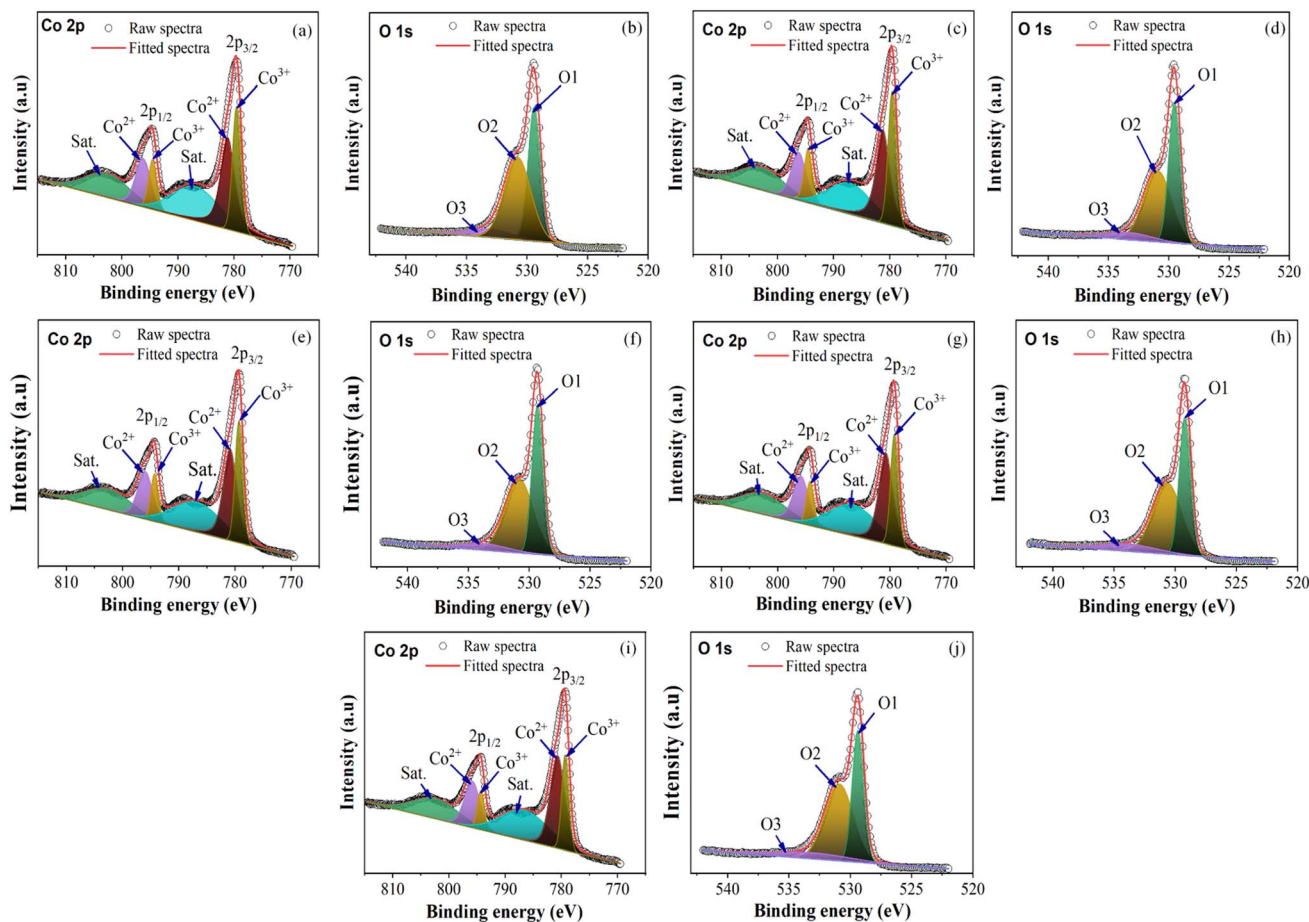 Co 2p
Raw spectra
Fitted spectra
(a)
2p3/2
Co3+
Co2+
2p1/2
Co2+
Co3+
Sat.
Sat.
Intensity (a.u)
810 800 790 780 770
Binding energy (eV)
O 1s
Raw spectra
Fitted spectra
(b)
O1
O2
O3
Intensity (a.u)
540 535 530 525 520
Binding energy (eV)
Co 2p
Raw spectra
Fitted spectra
(c)
2p3/2
Co3+
Co2+
2p1/2
Co2+
Co3+
Sat.
Sat.
Intensity (a.u)
810 800 790 780 770
Binding energy (eV)
O 1s
Raw spectra
Fitted spectra
(d)
O1
O2
O3
Intensity (a.u)
540 535 530 525 520
Binding energy (eV)
Co 2p
Raw spectra
Fitted spectra
(e)
2p3/2
Co3+
Co2+
2p1/2
Co2+
Co3+
Sat.
Sat.
Intensity (a.u)
810 800 790 780 770
Binding energy (eV)
O 1s
Raw spectra
Fitted spectra
(f)
O1
O2
O3
Intensity (a.u)
540 535 530 525 520
Binding energy (eV)
Co 2p
Raw spectra
Fitted spectra
(g)
2p3/2
Co3+
Co2+
2p1/2
Co2+
Co3+
Sat.
Sat.
Intensity (a.u)
810 800 790 780 770
Binding energy (eV)
O 1s
Raw spectra
Fitted spectra
(h)
O1
O2
O3
Intensity (a.u)
540 535 530 525 520
Binding energy (eV)
Co 2p
Raw spectra
Fitted spectra
(i)
2p3/2
Co3+
Co2+
2p1/2
Co2+
Co3+
Sat.
Sat.
Intensity (a.u)
810 800 790 780 770
Binding energy (eV)
O 1s
Raw spectra
Fitted spectra
(j)
O1
O2
O3
Intensity (a.u)
540 535 530 525 520
Binding energy (eV)